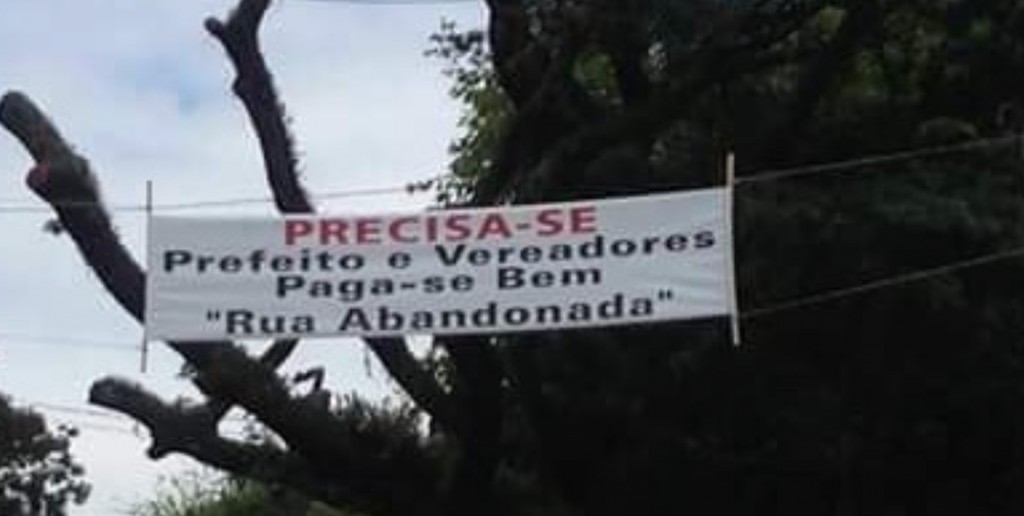 PRECISA-SE
Prefeito e Vereadores
Paga-se Bem
"Rua Abandonada"